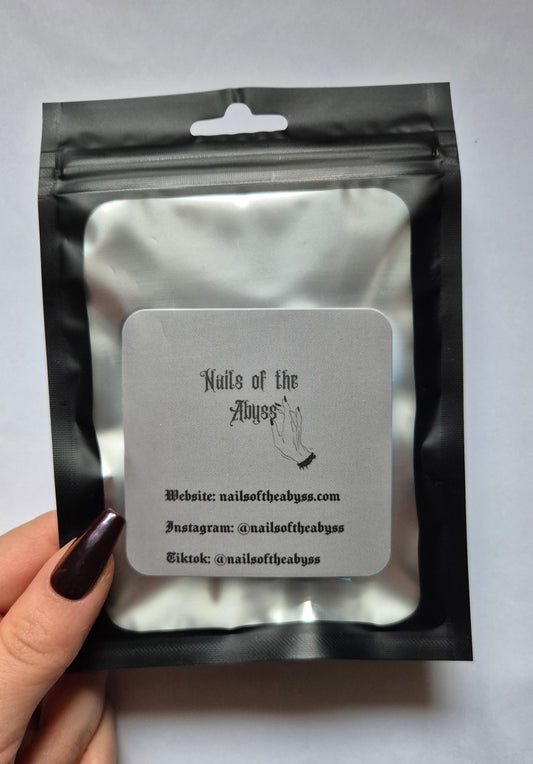 Nails of the
Abyss
Website: nailsoftheabyss.com
Instagram: @nailsoftheabyss
Tiktok: @nailsoftheabyss